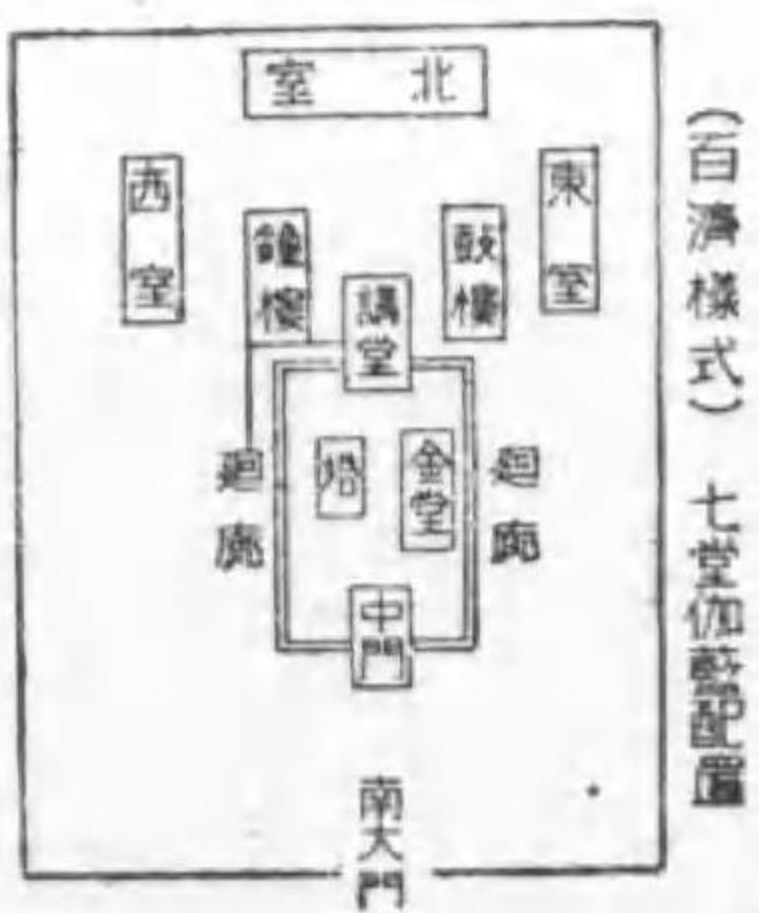 (百濟樣式) 七堂伽藍配置
北室
東室
西室
鼓樓
鐘樓
講堂
金堂
塔
廻廊
廻廊
中門
南大門